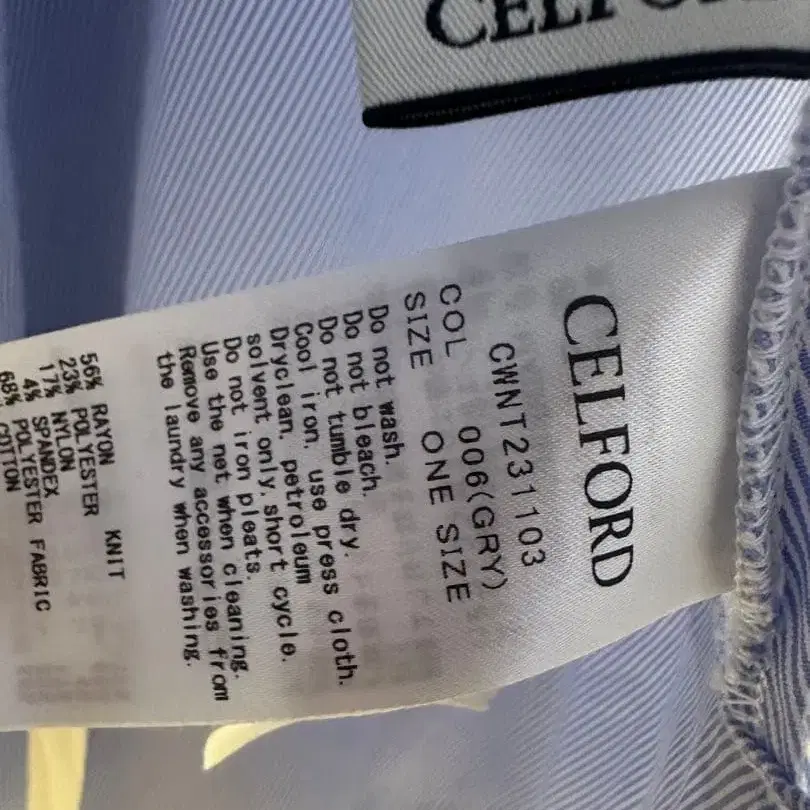 CELFORD
CELFORD
CWNT231103
COL 006(GRY)
SIZE ONE SIZE
Do not wash.
Do not bleach.
Do not tumble dry.
Cool iron, use press cloth.
Dryclean, petroleum
solvent only, short cycle.
Do not iron pleats.
Use the net when cleaning.
Remove any accessories from
the laundry when washing.
KNIT
56% RAYON
23% POLYESTER
17% NYLON
4% SPANDEX
POLYESTER FABRIC
68% COTTON